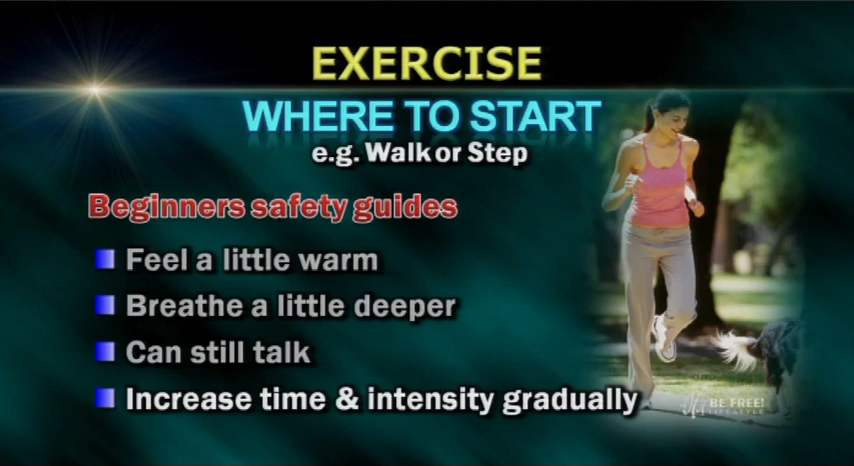 EXERCISE
WHERE TO START
e.g. Walk or Step
Beginners safety guides
Feel a little warm
Breathe a little deeper
Can still talk
Increase time & intensity gradually
BE FREE!
LIFESTYLE